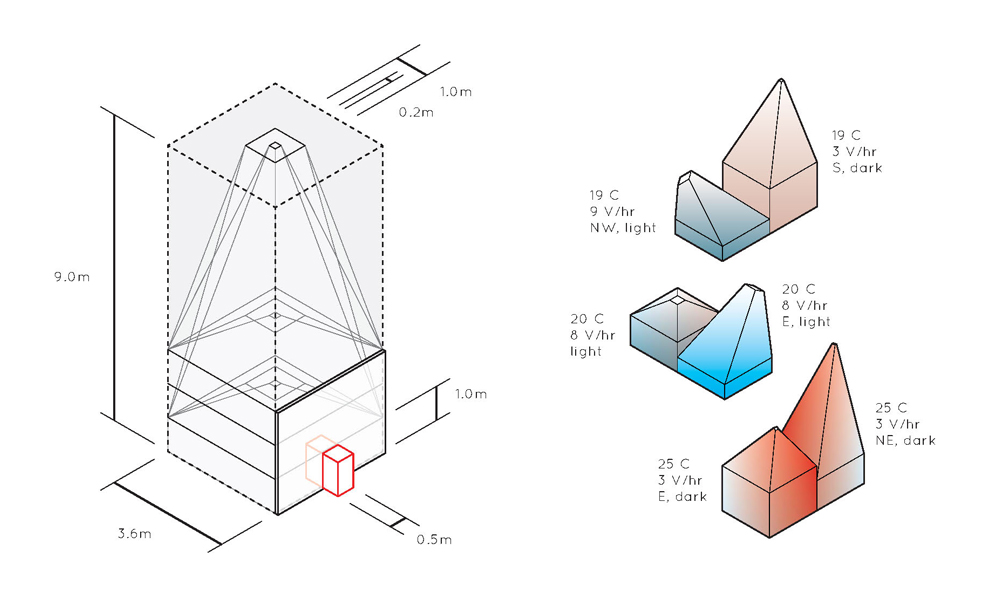 1.0m
0.2m
9.0m
1.0m
3.6m
0.5m
19 C
3 V/hr
S, dark
19 C
9 V/hr
NW, light
20 C
8 V/hr
E, light
20 C
8 V/hr
light
25 C
3 V/hr
NE, dark
25 C
3 V/hr
E, dark